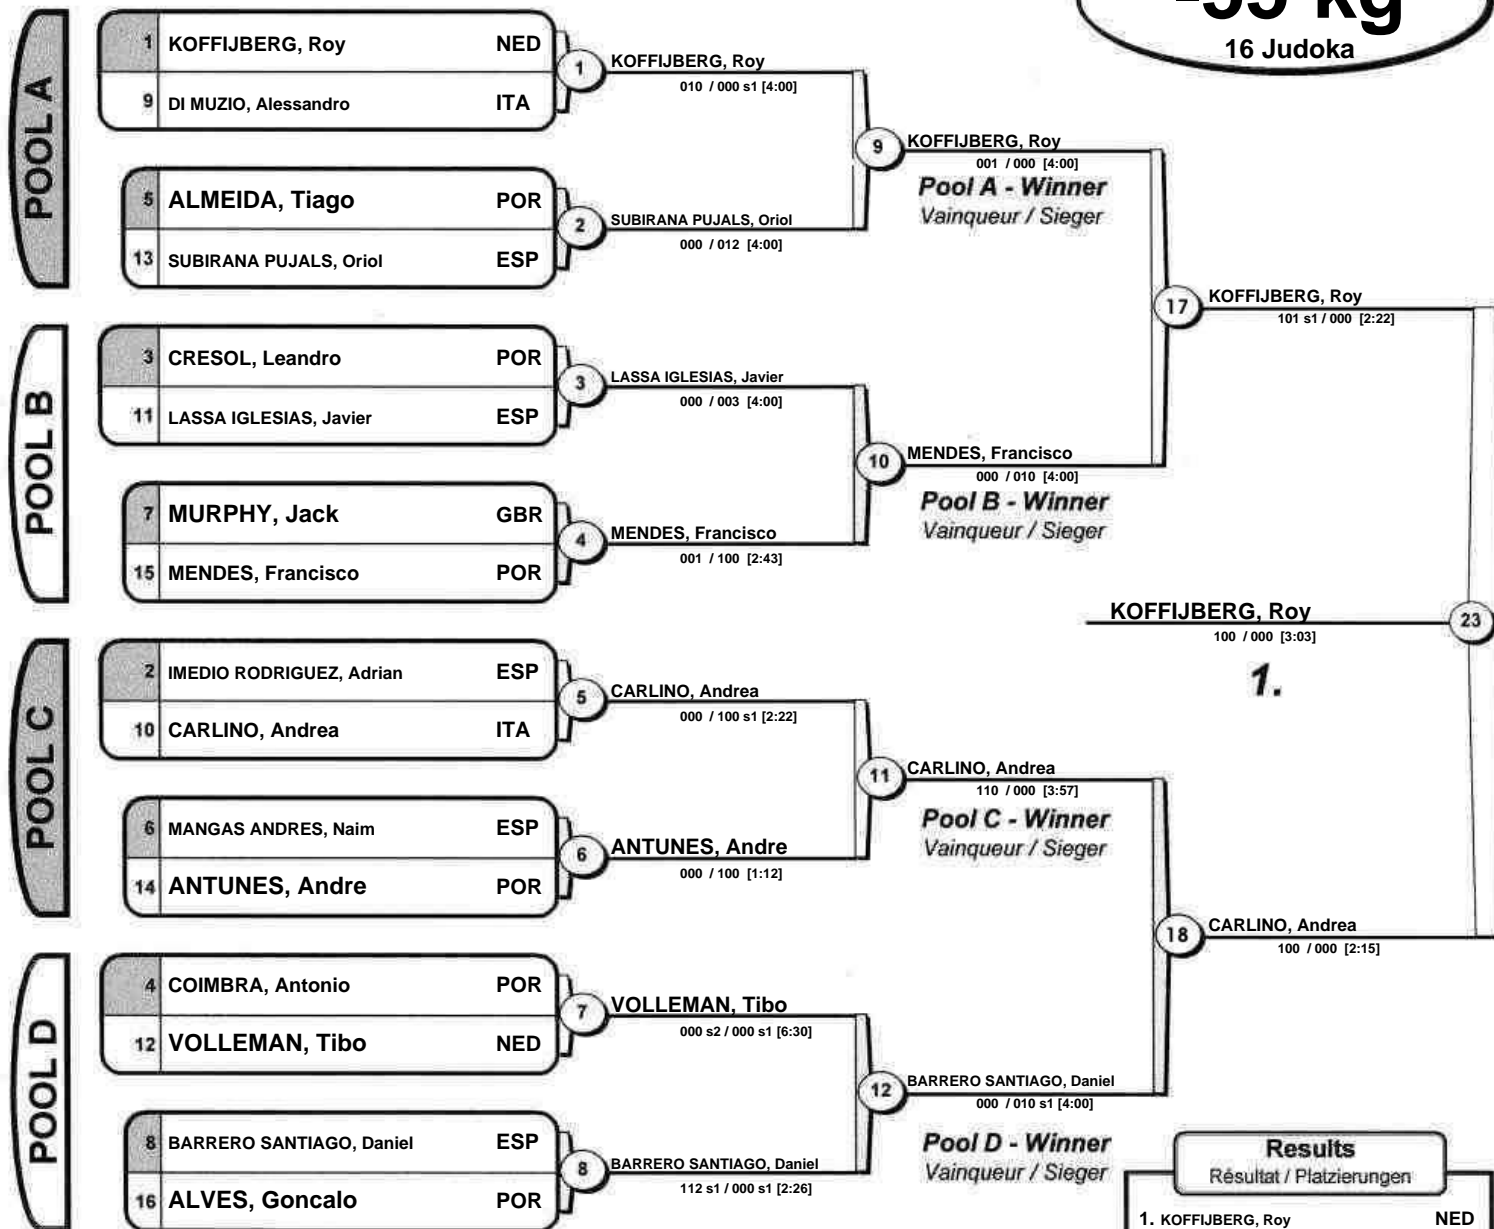 -55 kg
16 Judoka
POOL A
1 KOFFIJBERG, Roy NED
9 DI MUZIO, Alessandro ITA
1
KOFFIJBERG, Roy
010 / 000 s1 [4:00]
5 ALMEIDA, Tiago POR
13 SUBIRANA PUJALS, Oriol ESP
2
SUBIRANA PUJALS, Oriol
000 / 012 [4:00]
9
KOFFIJBERG, Roy
001 / 000 [4:00]
Pool A - Winner
Vainqueur / Sieger
POOL B
3 CRESOL, Leandro POR
11 LASSA IGLESIAS, Javier ESP
3
LASSA IGLESIAS, Javier
000 / 003 [4:00]
7 MURPHY, Jack GBR
15 MENDES, Francisco POR
4
MENDES, Francisco
001 / 100 [2:43]
10
MENDES, Francisco
000 / 010 [4:00]
Pool B - Winner
Vainqueur / Sieger
17
KOFFIJBERG, Roy
101 s1 / 000 [2:22]
KOFFIJBERG, Roy
100 / 000 [3:03]
23
1.
POOL C
2 IMEDIO RODRIGUEZ, Adrian ESP
10 CARLINO, Andrea ITA
5
CARLINO, Andrea
000 / 100 s1 [2:22]
6 MANGAS ANDRES, Naim ESP
14 ANTUNES, Andre POR
6
ANTUNES, Andre
000 / 100 [1:12]
11
CARLINO, Andrea
110 / 000 [3:57]
Pool C - Winner
Vainqueur / Sieger
18
CARLINO, Andrea
100 / 000 [2:15]
POOL D
4 COIMBRA, Antonio POR
12 VOLLEMAN, Tibo NED
7
VOLLEMAN, Tibo
000 s2 / 000 s1 [6:30]
8 BARRERO SANTIAGO, Daniel ESP
16 ALVES, Goncalo POR
8
BARRERO SANTIAGO, Daniel
112 s1 / 000 s1 [2:26]
12
BARRERO SANTIAGO, Daniel
000 / 010 s1 [4:00]
Pool D - Winner
Vainqueur / Sieger
Results
Résultat / Platzierungen
1. KOFFIJBERG, Roy NED